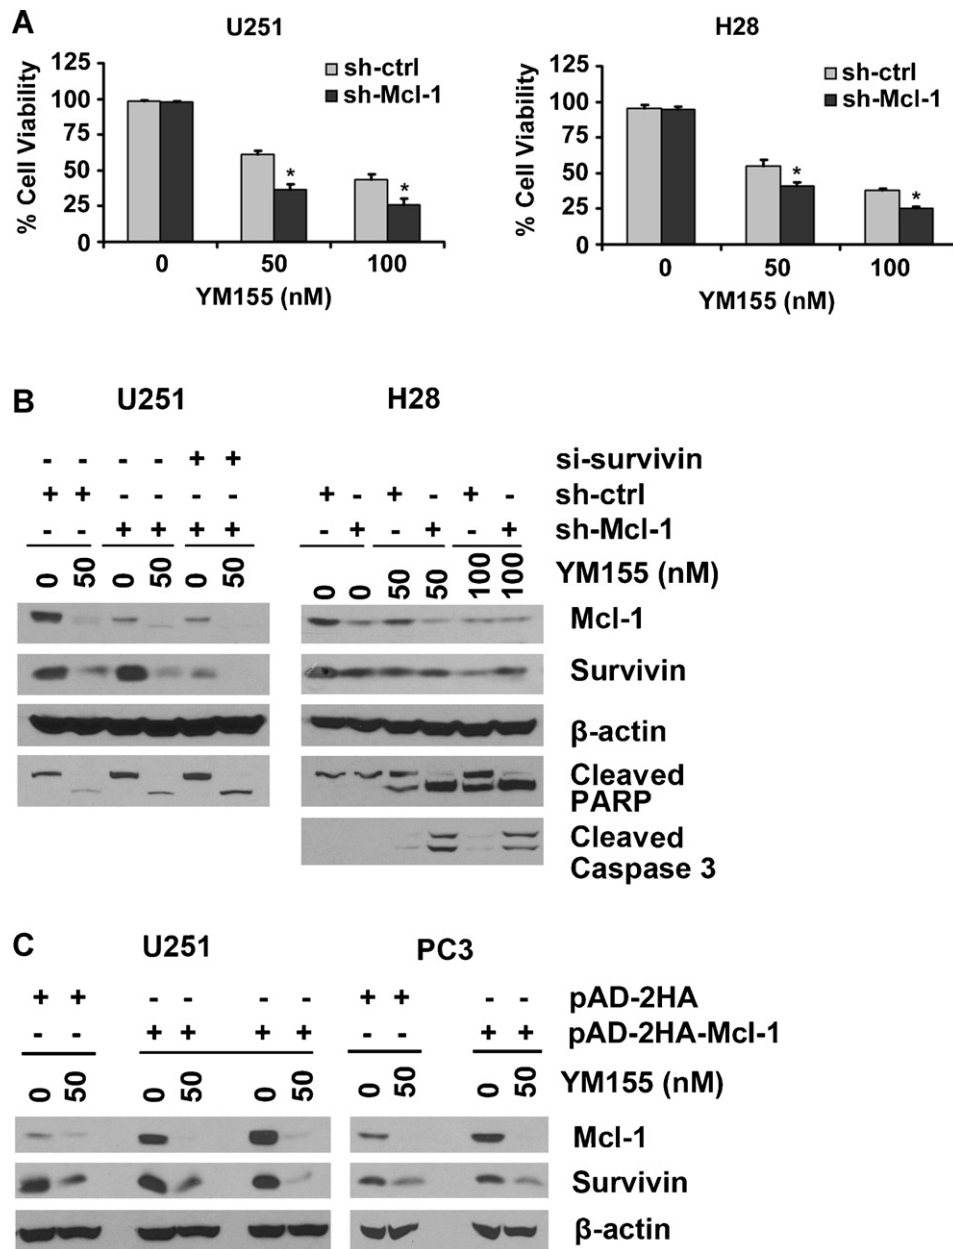 A
U251
H28
125
100
75
50
25
0
% Cell Viability
sh-ctrl
sh-Mcl-1
*
*
0 50 100
YM155 (nM)
125
100
75
50
25
0
% Cell Viability
sh-ctrl
sh-Mcl-1
*
*
0 50 100
YM155 (nM)
B
U251
H28
- - - - + + si-survivin
+ + - - - - + - + - + - sh-ctrl
- - + + + + - + - + - + sh-Mcl-1
0 50 0 50 0 50 0 0 50 50 100 100 YM155 (nM)
Mcl-1
Survivin
β-actin
Cleaved
PARP
Cleaved
Caspase 3
C
U251
PC3
+ + - - - - + + - - pAD-2HA
- - + + + + - - + + pAD-2HA-Mcl-1
0 50 0 50 0 50 0 50 0 50 YM155 (nM)
Mcl-1
Survivin
β-actin